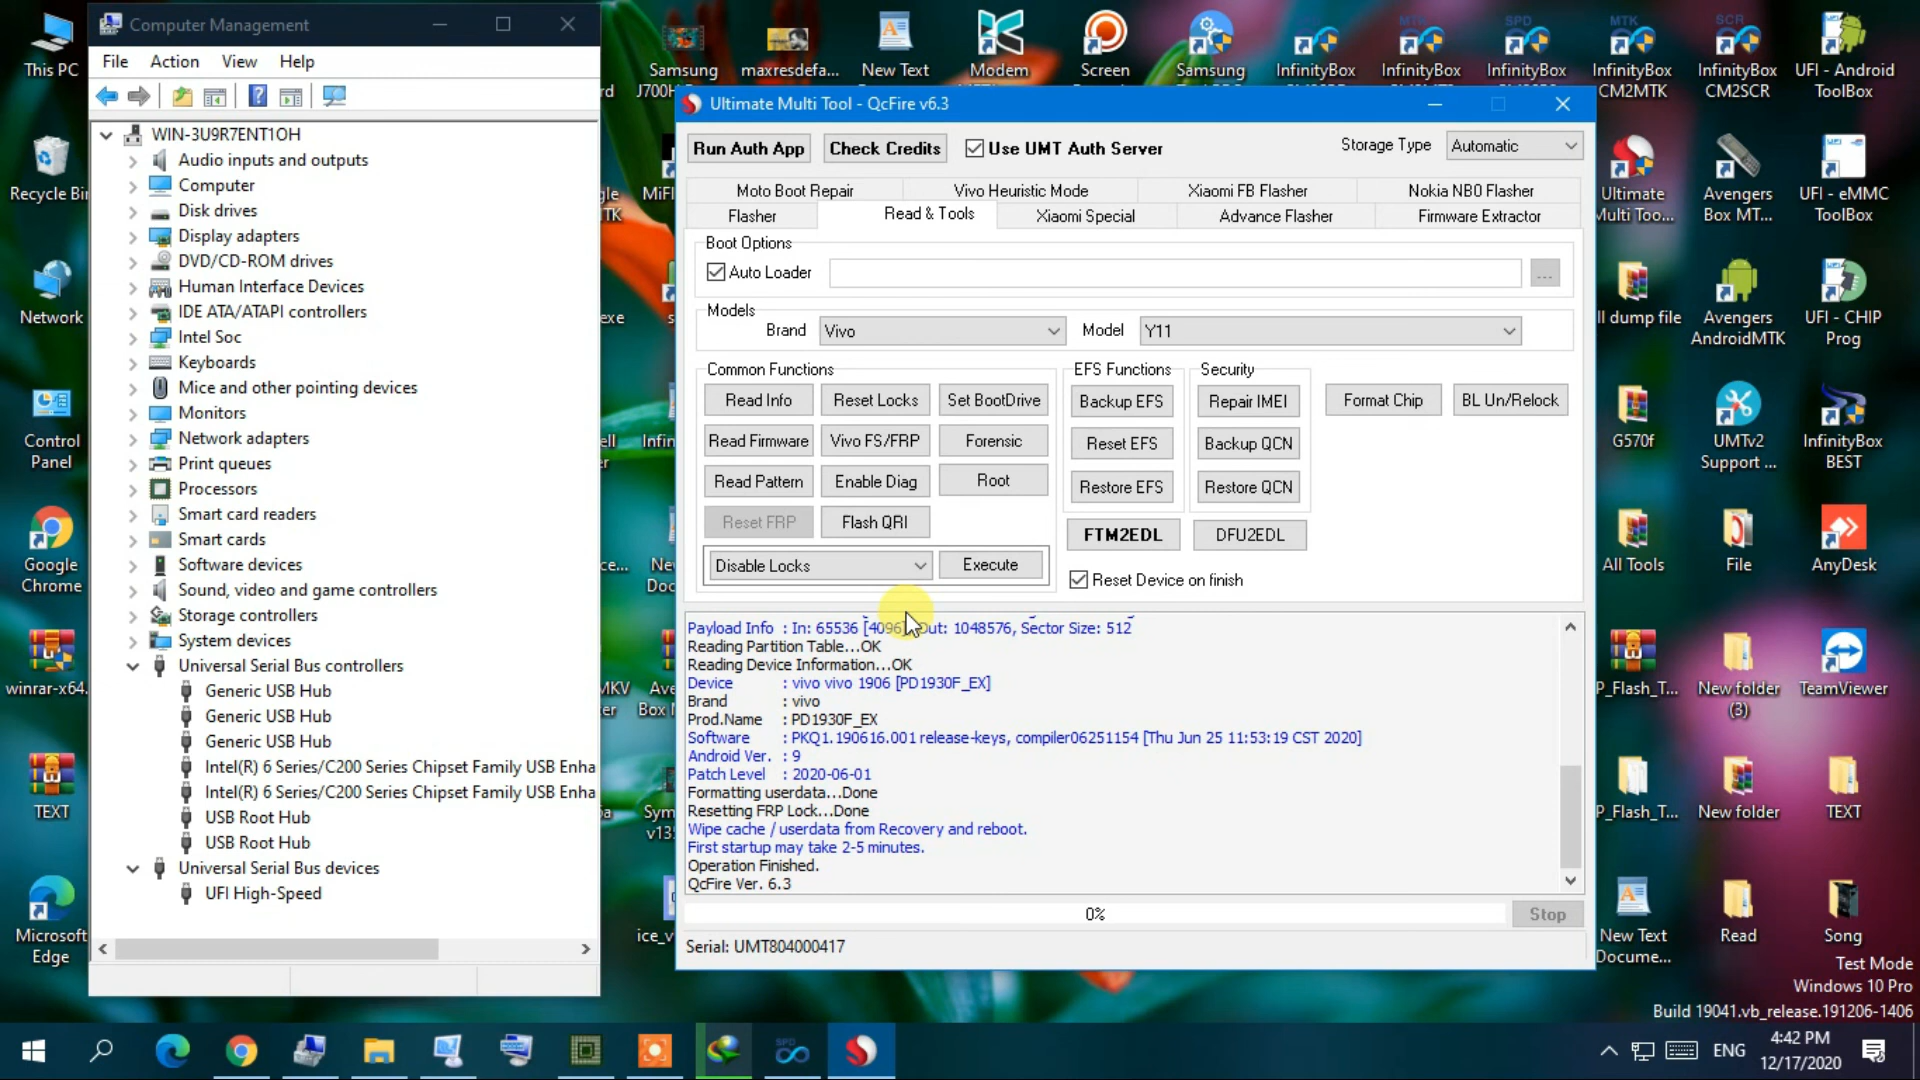 This PC
Recycle Bin
Network
Control
Panel
Google
Chrome
winrar-x64...
TEXT
Microsoft
Edge
Computer Management
File Action View Help
WIN-3U9R7ENT1OH
Audio inputs and outputs
Computer
Disk drives
Display adapters
DVD/CD-ROM drives
Human Interface Devices
IDE ATA/ATAPI controllers
Intel Soc
Keyboards
Mice and other pointing devices
Monitors
Network adapters
Print queues
Processors
Smart card readers
Smart cards
Software devices
Sound, video and game controllers
Storage controllers
System devices
Universal Serial Bus controllers
Generic USB Hub
Generic USB Hub
Generic USB Hub
Intel(R) 6 Series/C200 Series Chipset Family USB Enha
Intel(R) 6 Series/C200 Series Chipset Family USB Enha
USB Root Hub
USB Root Hub
Universal Serial Bus devices
UFI High-Speed
Samsung
J700H
maxresdefa...
New Text
Modem
Screen
Samsung
InfinityBox
InfinityBox
InfinityBox
InfinityBox
CM2MTK
InfinityBox
CM2SCR
UFI - Android
ToolBox
Ultimate Multi Tool - QcFire v6.3
Run Auth App Check Credits Use UMT Auth Server Storage Type Automatic
Moto Boot Repair Vivo Heuristic Mode Xiaomi FB Flasher Nokia NB0 Flasher
Flasher Read & Tools Xiaomi Special Advance Flasher Firmware Extractor
Boot Options
Auto Loader ...
Models
Brand Vivo Model Y11
Common Functions EFS Functions Security
Read Info Reset Locks Set BootDrive Backup EFS Repair IMEI Format Chip BL Un/Relock
Read Firmware Vivo FS/FRP Forensic Reset EFS Backup QCN
Read Pattern Enable Diag Root Restore EFS Restore QCN
Reset FRP Flash QRI FTM2EDL DFU2EDL
Disable Locks Execute Reset Device on finish
Payload Info : In: 65536 [4096] Out: 1048576, Sector Size: 512
Reading Partition Table...OK
Reading Device Information...OK
Device : vivo vivo 1906 [PD1930F_EX]
Brand : vivo
Prod.Name : PD1930F_EX
Software : PKQ1.190616.001 release-keys, compiler06251154 [Thu Jun 25 11:53:19 CST 2020]
Android Ver. : 9
Patch Level : 2020-06-01
Formatting userdata...Done
Resetting FRP Lock...Done
Wipe cache / userdata from Recovery and reboot.
First startup may take 2-5 minutes.
Operation Finished.
QcFire Ver. 6.3
0% Stop
Serial: UMT804000417
Ultimate
Multi Tool...
Avengers
Box MT...
UFI - eMMC
ToolBox
ll dump file
Avengers
AndroidMTK
UFI - CHIP
Prog
G570f
UMTv2
Support ...
InfinityBox
BEST
All Tools
File
AnyDesk
P_Flash_T...
New folder
(3)
TeamViewer
P_Flash_T...
New folder
TEXT
New Text
Docume...
Read
Song
Test Mode
Windows 10 Pro
Build 19041.vb_release.191206-1406
SPD
ENG
4:42 PM
12/17/2020